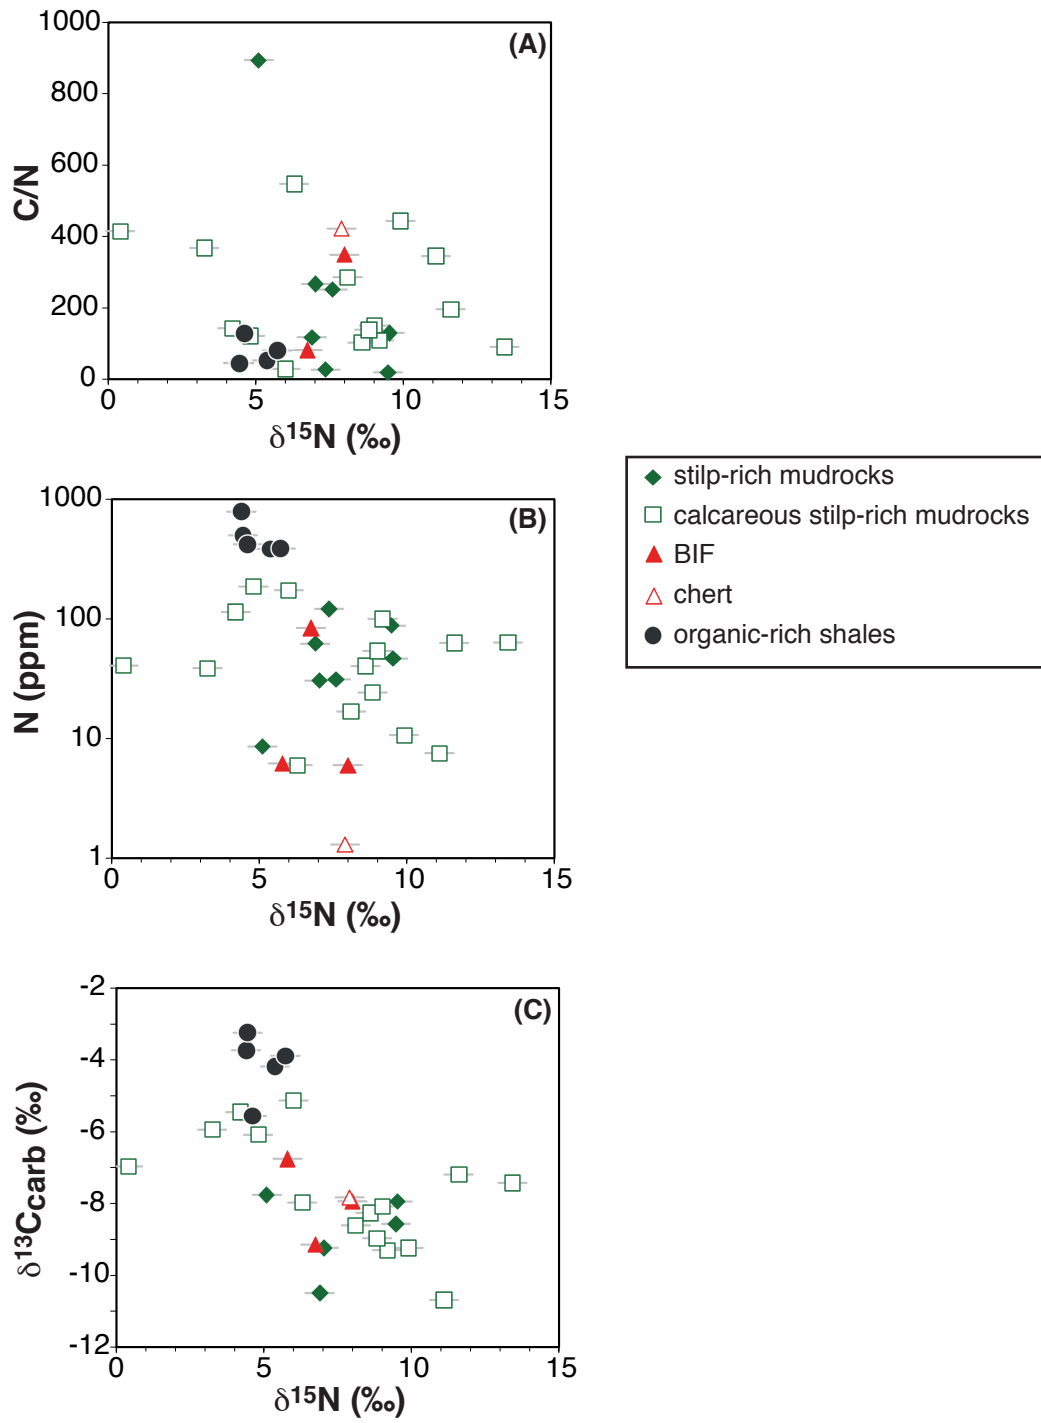 (A)
1000
800
600
400
200
0
C/N
0 5 10 15
δ15N (‰)
(B)
1000
100
10
1
N (ppm)
0 5 10 15
δ15N (‰)
stilp-rich mudrocks
calcareous stilp-rich mudrocks
BIF
chert
organic-rich shales
(C)
-2
-4
-6
-8
-10
-12
δ13Ccarb (‰)
0 5 10 15
δ15N (‰)